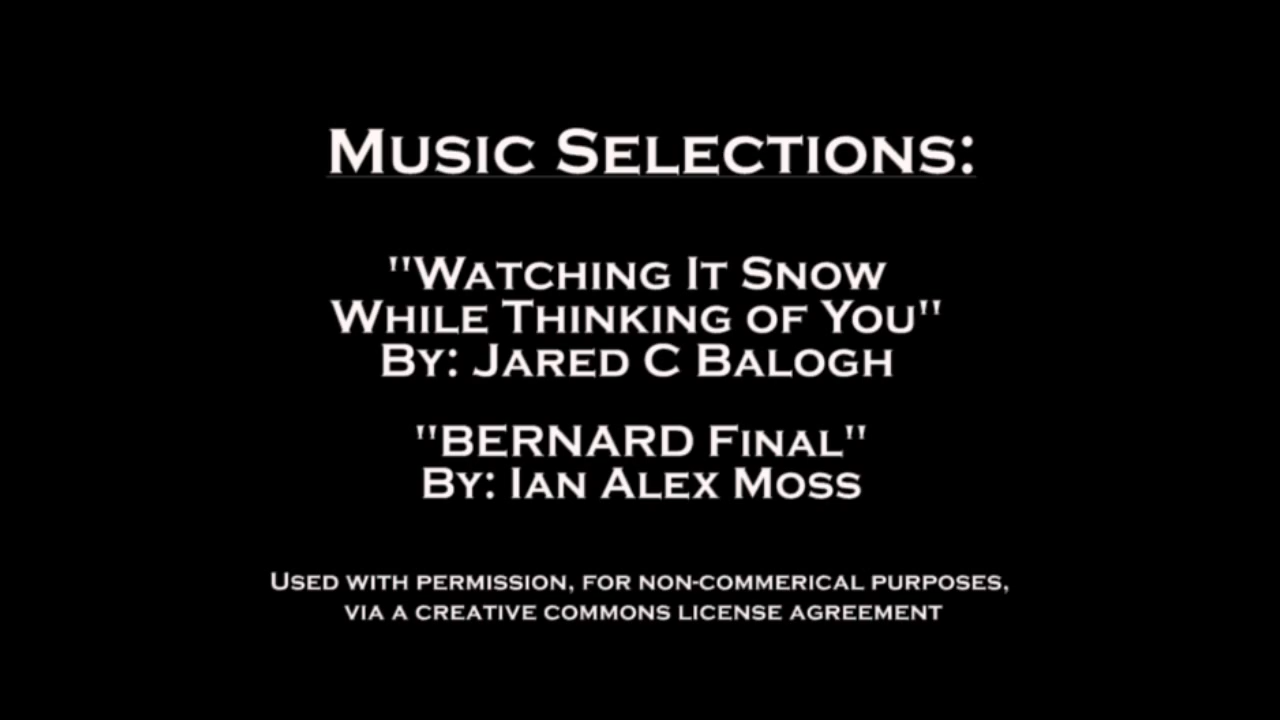 Music Selections:
"Watching It Snow
While Thinking of You"
By: Jared C Balogh
"BERNARD Final"
By: Ian Alex Moss
Used with permission, for non-commerical purposes,
via a creative commons license agreement